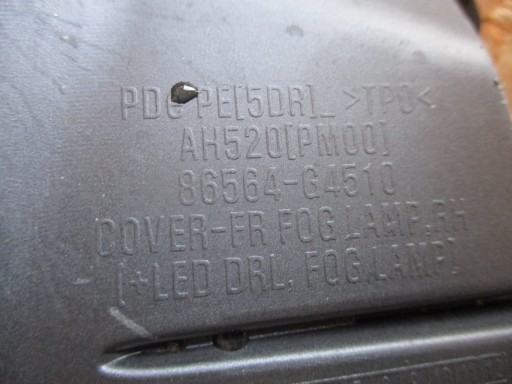 PDC PE[5DR]_ >TPO<
AH520[PM00]
86564-G4510
COVER-FR FOG LAMP,RH
[+LED DRL, FOG LAMP]